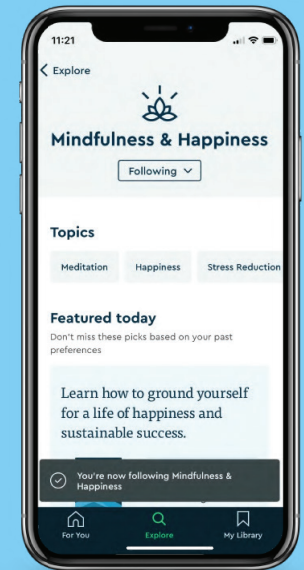 11:21
Explore
Mindfulness & Happiness
Following
Topics
Meditation Happiness Stress Reduction
Featured today
Don't miss these picks based on your past
preferences
Learn how to ground yourself
for a life of happiness and
sustainable success.
You're now following Mindfulness &
Happiness
For You Explore My Library